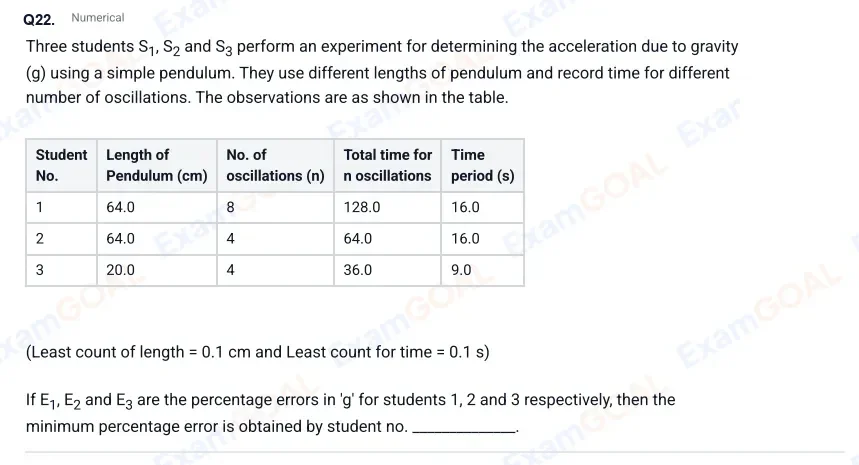 Q22. Numerical
Three students S₁, S₂ and S₃ perform an experiment for determining the acceleration due to gravity
(g) using a simple pendulum. They use different lengths of pendulum and record time for different
number of oscillations. The observations are as shown in the table.
Student No. | Length of Pendulum (cm) | No. of oscillations (n) | Total time for n oscillations | Time period (s)
1 | 64.0 | 8 | 128.0 | 16.0
2 | 64.0 | 4 | 64.0 | 16.0
3 | 20.0 | 4 | 36.0 | 9.0
(Least count of length = 0.1 cm and Least count for time = 0.1 s)
If E₁, E₂ and E₃ are the percentage errors in 'g' for students 1, 2 and 3 respectively, then the
minimum percentage error is obtained by student no. ______________.
ExamGOAL